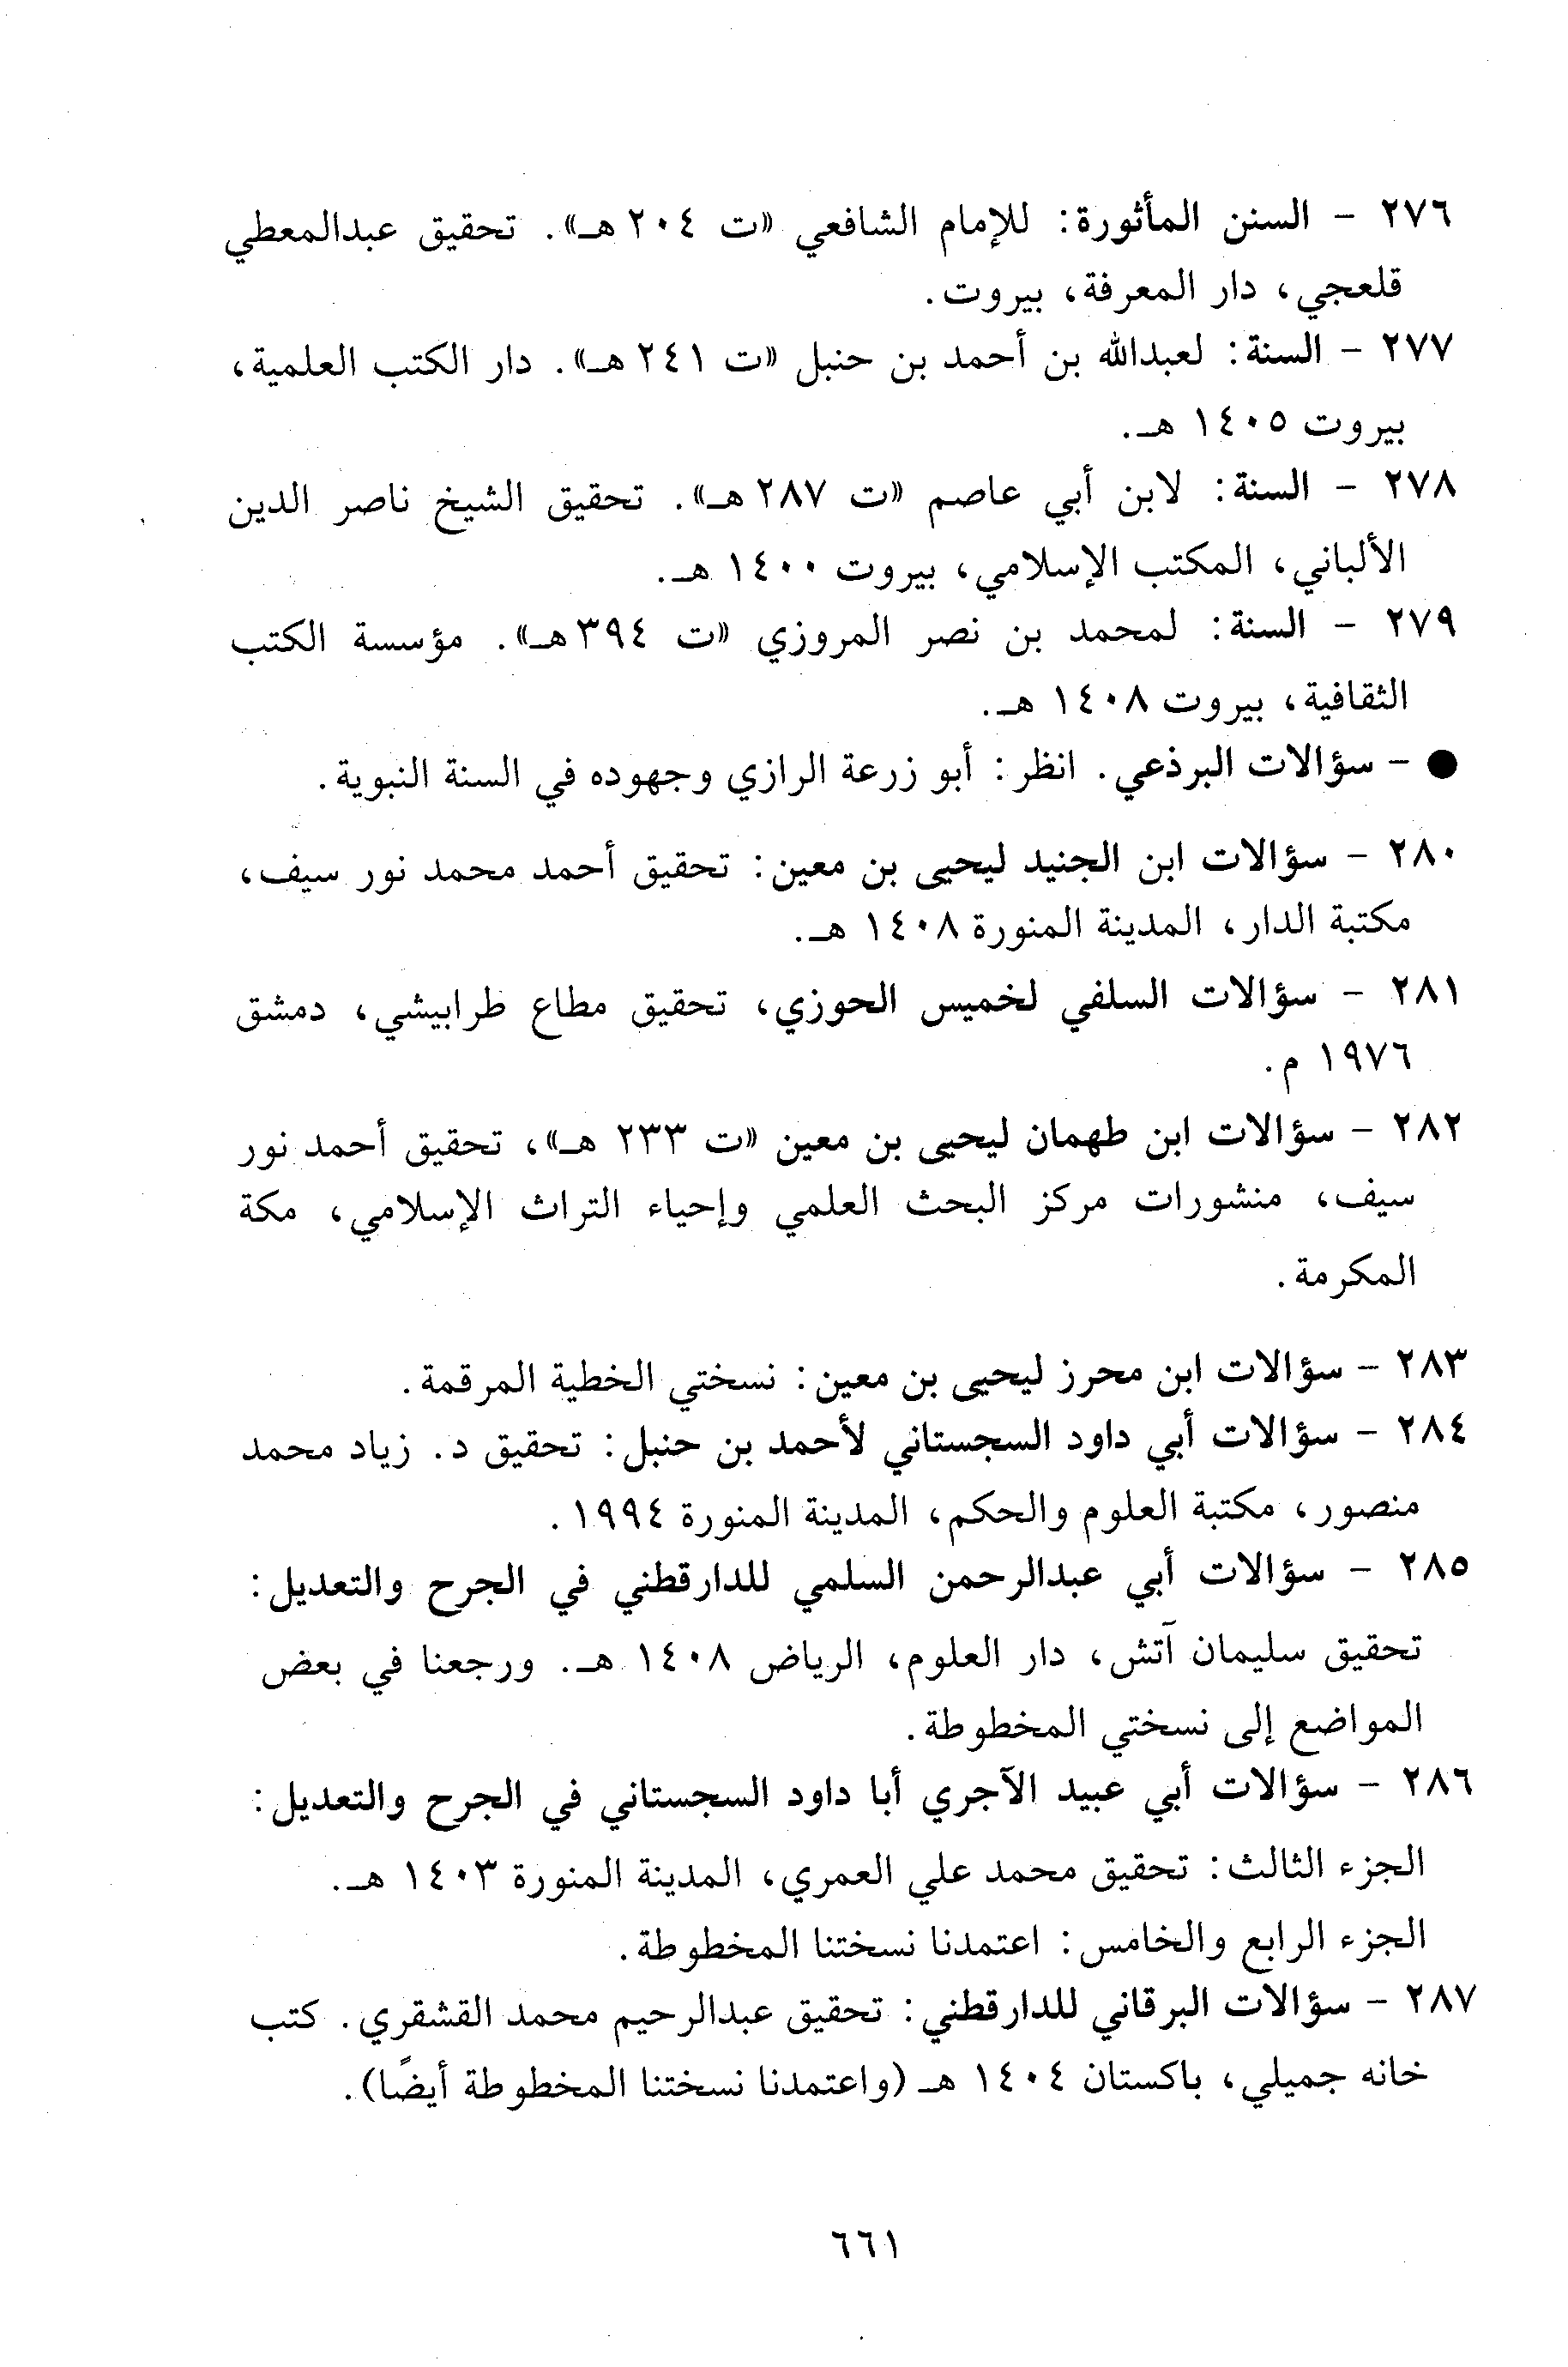 ٢٧٦ - السنن المأثورة: للإمام الشافعي «ت ٢٠٤ هـ». تحقيق عبدالمعطي
قلعجي، دار المعرفة، بيروت.
٢٧٧ - السنة: لعبدالله بن أحمد بن حنبل «ت ٢٤١ هـ». دار الكتب العلمية،
بيروت ١٤٠٥ هـ.
٢٧٨ - السنة: لابن أبي عاصم «ت ٢٨٧ هـ». تحقيق الشيخ ناصر الدين
الألباني، المكتب الإسلامي، بيروت ١٤٠٠ هـ.
٢٧٩ - السنة: لمحمد بن نصر المروزي «ت ٣٩٤ هـ». مؤسسة الكتب
الثقافية، بيروت ١٤٠٨ هـ.
● - سؤالات البرذعي. انظر: أبو زرعة الرازي وجهوده في السنة النبوية.
٢٨٠ - سؤالات ابن الجنيد ليحيى بن معين: تحقيق أحمد محمد نور سيف،
مكتبة الدار، المدينة المنورة ١٤٠٨ هـ.
٢٨١ - سؤالات السلفي لخميس الحوزي، تحقيق مطاع طرابيشي، دمشق
١٩٧٦ م.
٢٨٢ - سؤالات ابن طهمان ليحيى بن معين «ت ٢٣٣ هـ»، تحقيق أحمد نور
سيف، منشورات مركز البحث العلمي وإحياء التراث الإسلامي، مكة
المكرمة.
٢٨٣ - سؤالات ابن محرز ليحيى بن معين: نسختي الخطية المرقمة.
٢٨٤ - سؤالات أبي داود السجستاني لأحمد بن حنبل: تحقيق د. زياد محمد
منصور، مكتبة العلوم والحكم، المدينة المنورة ١٩٩٤.
٢٨٥ - سؤالات أبي عبدالرحمن السلمي للدارقطني في الجرح والتعديل:
تحقيق سليمان آتش، دار العلوم، الرياض ١٤٠٨ هـ. ورجعنا في بعض
المواضع إلى نسختي المخطوطة.
٢٨٦ - سؤالات أبي عبيد الآجري أبا داود السجستاني في الجرح والتعديل:
الجزء الثالث: تحقيق محمد علي العمري، المدينة المنورة ١٤٠٣ هـ.
الجزء الرابع والخامس: اعتمدنا نسختنا المخطوطة.
٢٨٧ - سؤالات البرقاني للدارقطني: تحقيق عبدالرحيم محمد القشقري. كتب
خانه جميلي، باكستان ١٤٠٤ هـ (واعتمدنا نسختنا المخطوطة أيضًا).
٦٦١